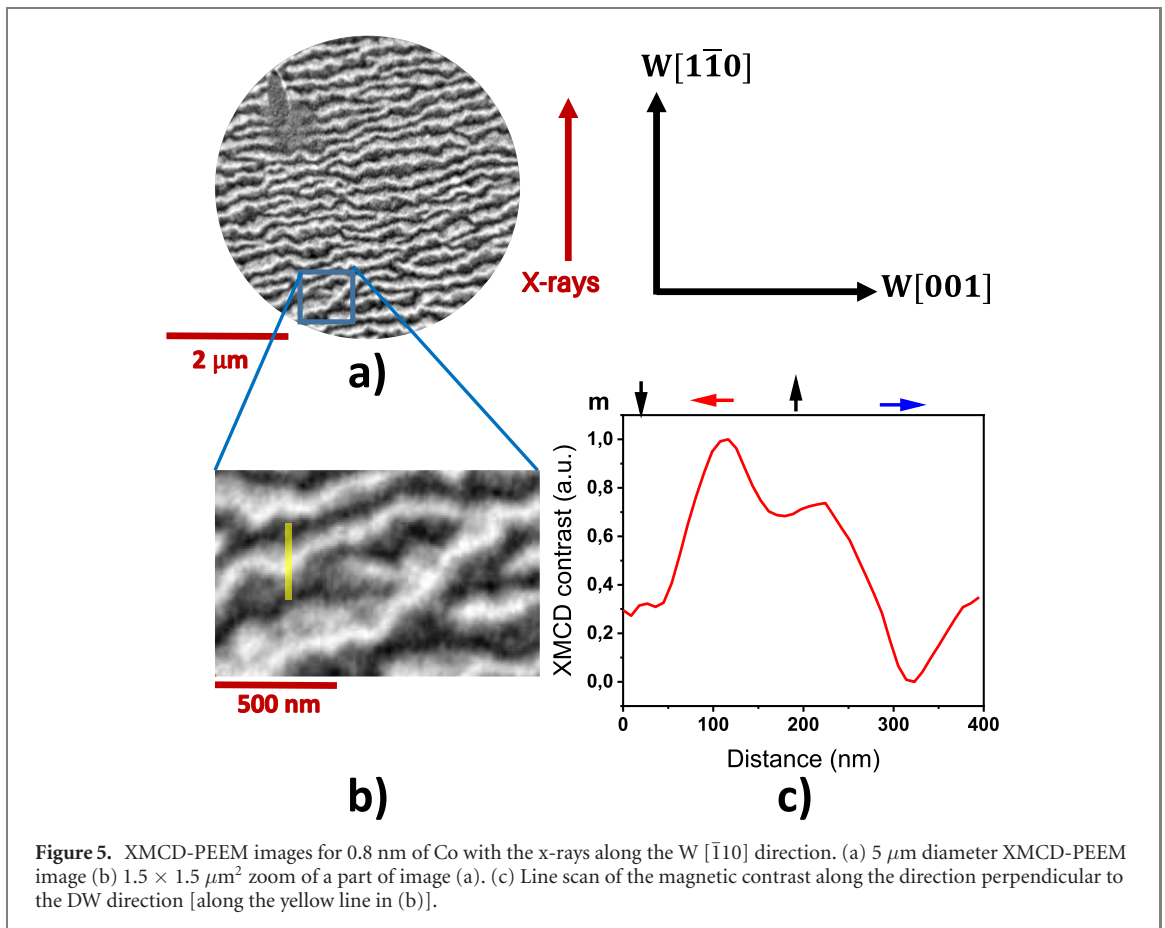 W[11̅0]
X-rays
W[001]
2 μm
a)
m
1,0
0,8
0,6
0,4
0,2
0,0
XMCD contrast (a.u.)
0 100 200 300 400
Distance (nm)
500 nm
b)
c)
Figure 5. XMCD-PEEM images for 0.8 nm of Co with the x-rays along the W [1̅10] direction. (a) 5 μm diameter XMCD-PEEM
image (b) 1.5 × 1.5 μm² zoom of a part of image (a). (c) Line scan of the magnetic contrast along the direction perpendicular to
the DW direction [along the yellow line in (b)].